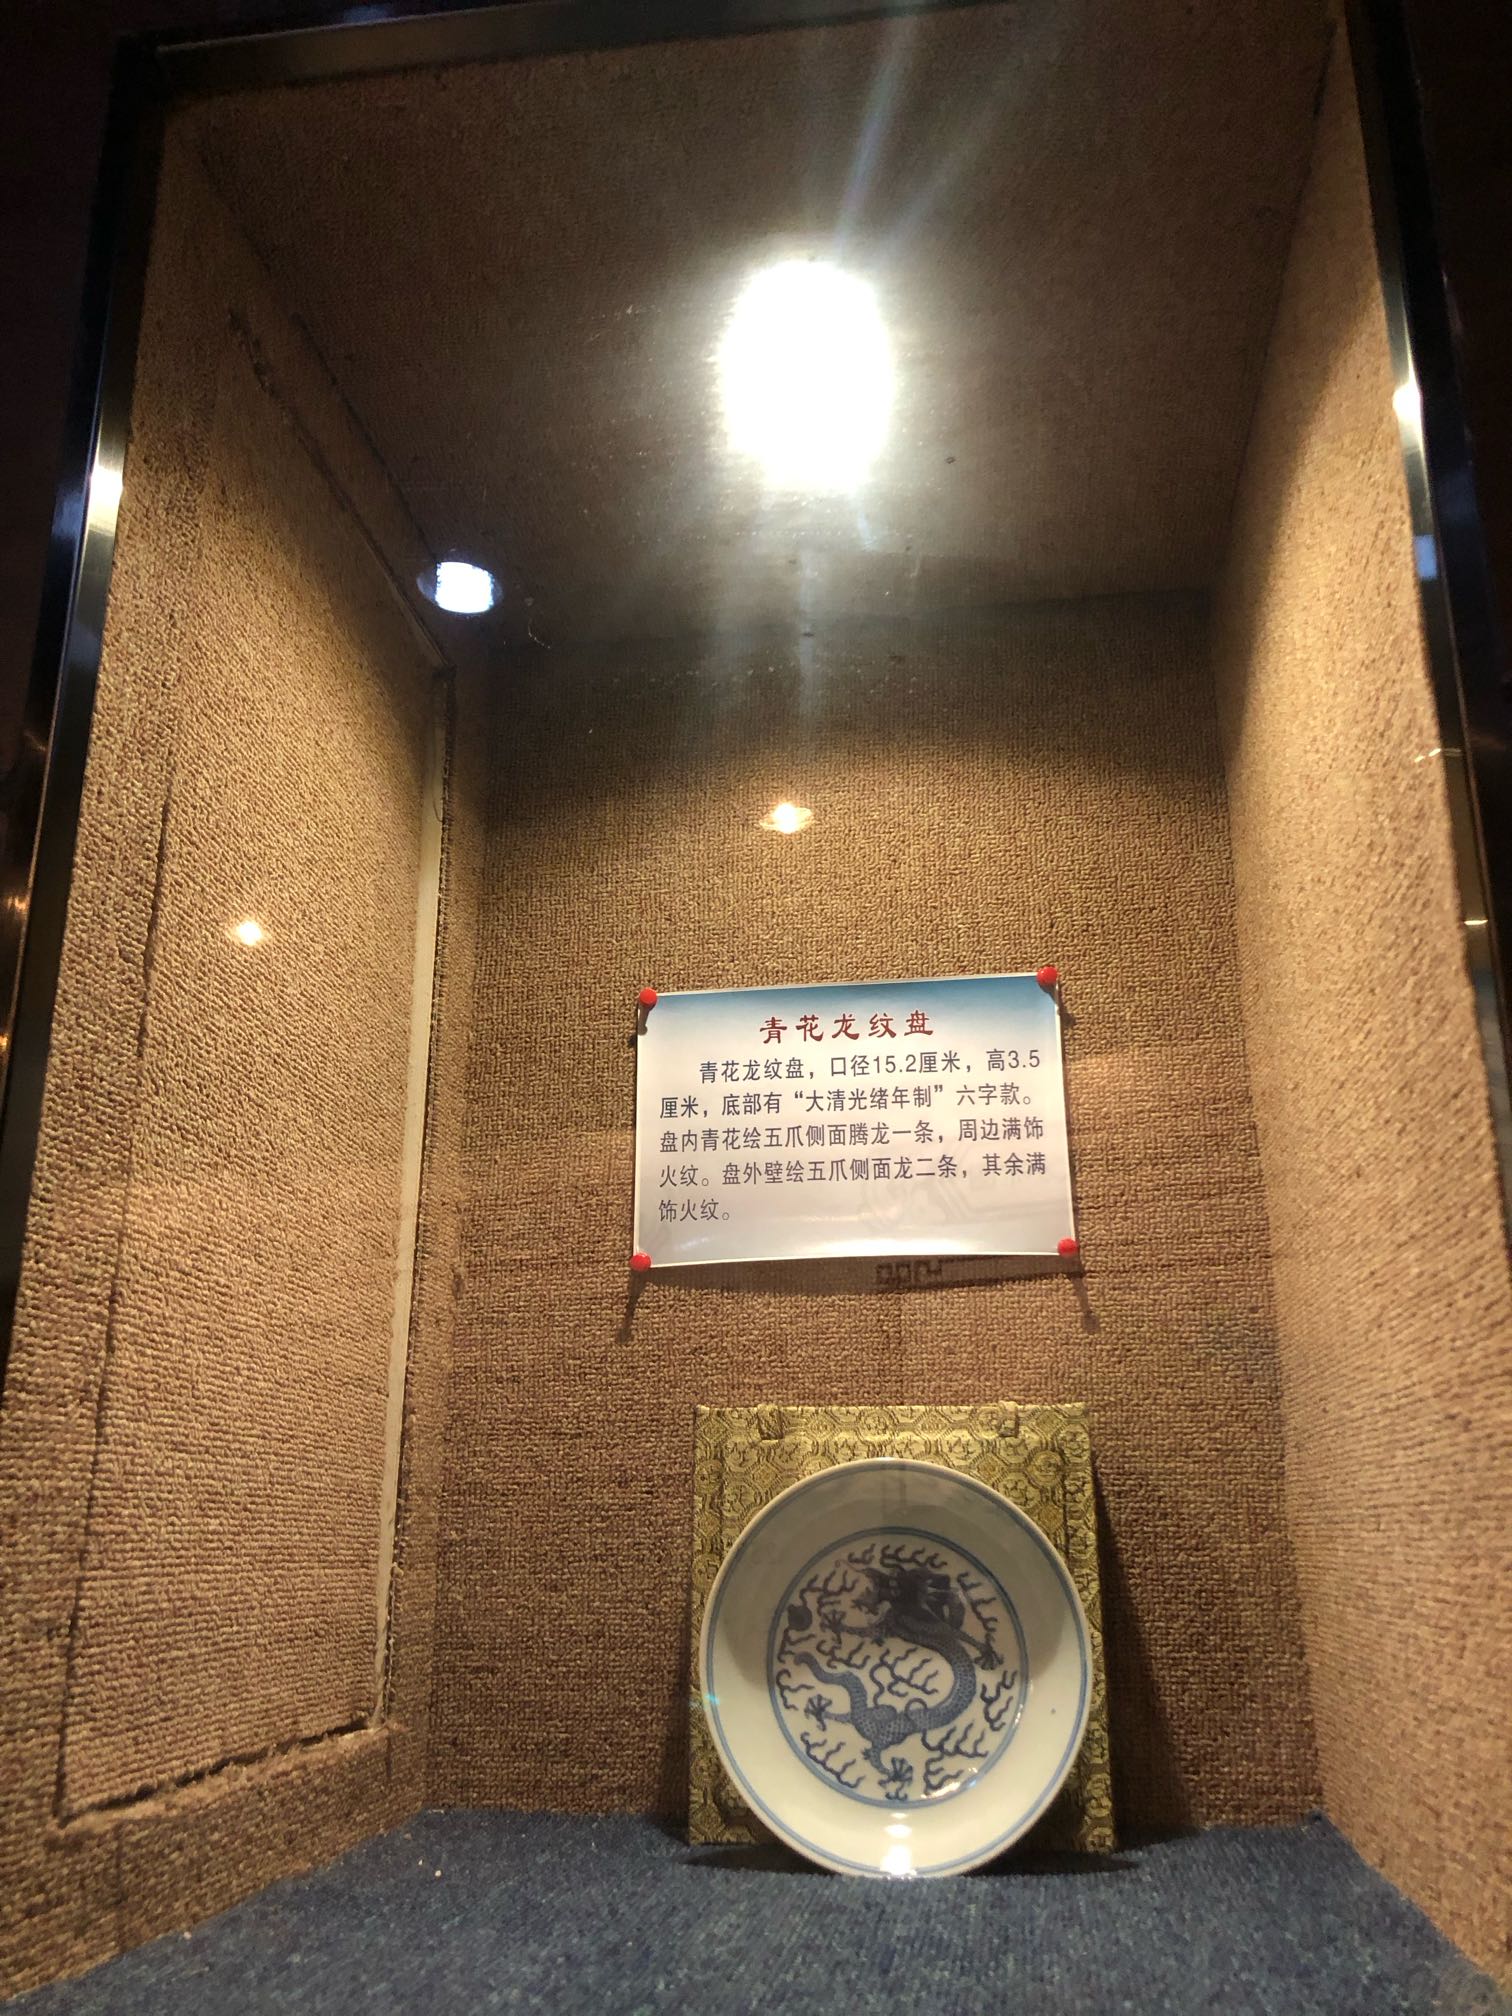 青花龙纹盘
青花龙纹盘，口径15.2厘米，高3.5
厘米，底部有“大清光绪年制”六字款。
盘内青花绘五爪侧面腾龙一条，周边满饰
火纹。盘外壁绘五爪侧面龙二条，其余满
饰火纹。